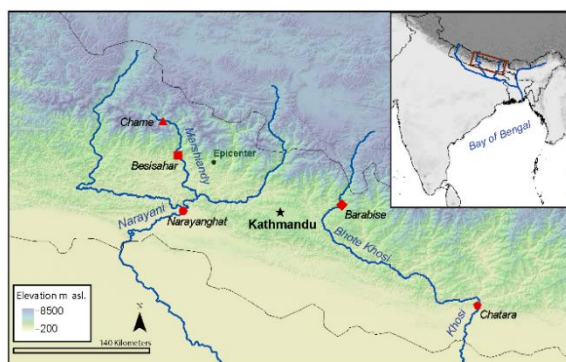 Chame
Marshiandy
Besisahar
Epicenter
Narayani
Narayanghat
Kathmandu
Barabise
Bhote Khosi
Khosi
Chatara
Bay of Bengal
Elevation m asl.
8500
200
N
140 Kilometers